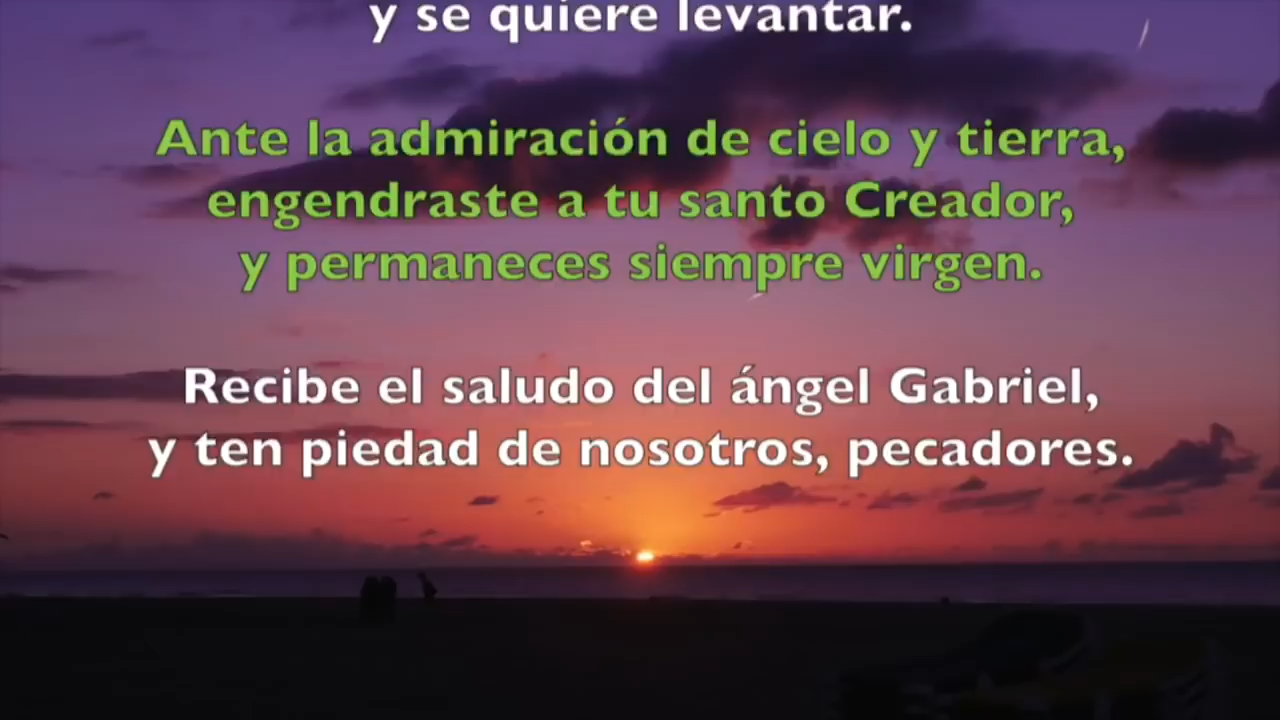 y se quiere levantar.
Ante la admiración de cielo y tierra,
engendraste a tu santo Creador,
y permaneces siempre virgen.
Recibe el saludo del ángel Gabriel,
y ten piedad de nosotros, pecadores.